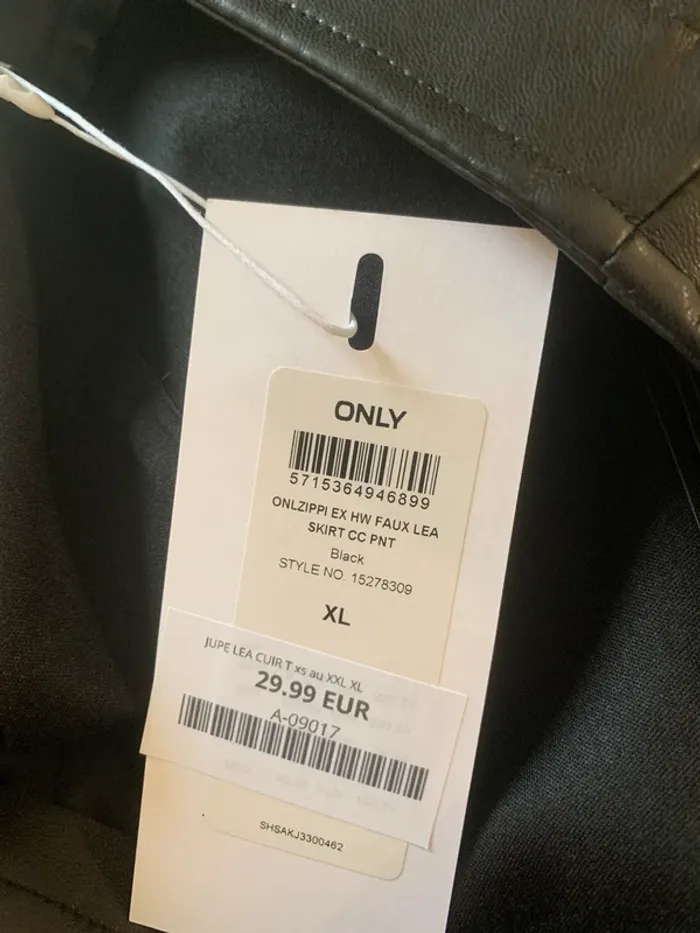 ONLY
5715364946899
ONLZIPPI EX HW FAUX LEA
SKIRT CC PNT
Black
STYLE NO. 15278309
XL
JUPE LEA CUIR T xs au XXL XL
29.99 EUR
A-09017
SHSAKJ3300462